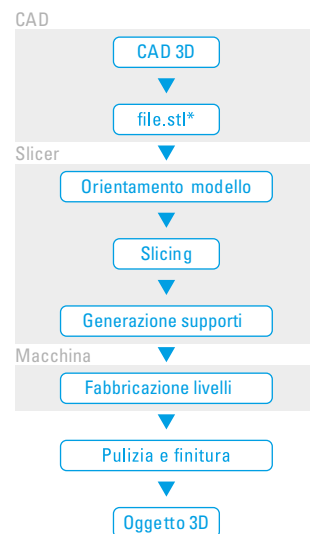 CAD
CAD 3D
file.stl*
Slicer
Orientamento modello
Slicing
Generazione supporti
Macchina
Fabbricazione livelli
Pulizia e finitura
Oggetto 3D